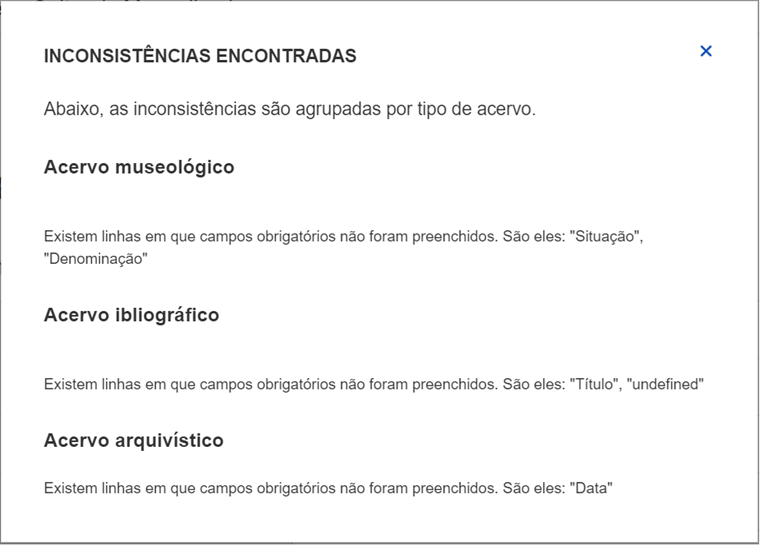 INCONSISTÊNCIAS ENCONTRADAS
Abaixo, as inconsistências são agrupadas por tipo de acervo.
Acervo museológico
Existem linhas em que campos obrigatórios não foram preenchidos. São eles: "Situação",
"Denominação"
Acervo ibliográfico
Existem linhas em que campos obrigatórios não foram preenchidos. São eles: "Título", "undefined"
Acervo arquivístico
Existem linhas em que campos obrigatórios não foram preenchidos. São eles: "Data"